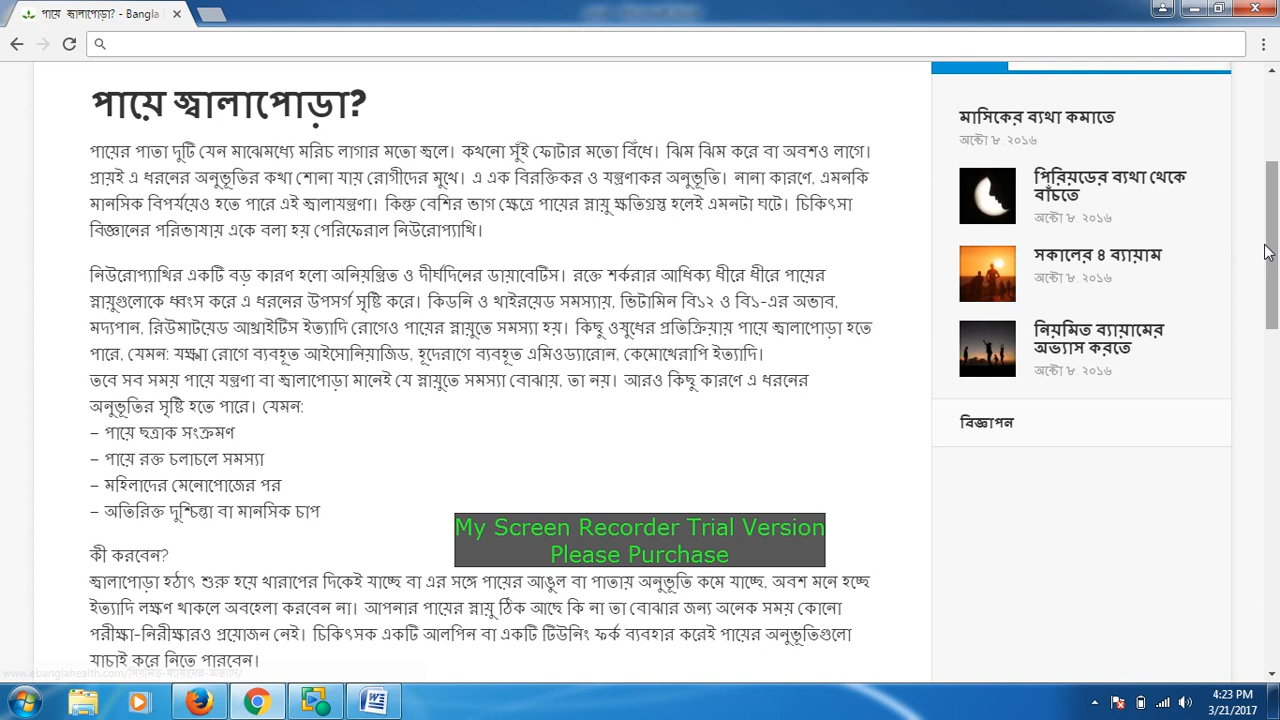 পায়ে জ্বালাপোড়া? - Bangla
পায়ে জ্বালাপোড়া?
পায়ের পাতা দুটি যেন মাঝেমধ্যে মরিচ লাগার মতো জ্বলে। কখনো সুঁই ফোটার মতো বিঁধে। ঝিম ঝিম করে বা অবশও লাগে।
প্রায়ই এ ধরনের অনুভূতির কথা শোনা যায় রোগীদের মুখে। এ এক বিরক্তিকর ও যন্ত্রণাকর অনুভূতি। নানা কারণে, এমনকি
মানসিক বিপর্যয়েও হতে পারে এই জ্বালাযন্ত্রণা। কিন্তু বেশির ভাগ ক্ষেত্রে পায়ের স্নায়ু ক্ষতিগ্রস্ত হলেই এমনটা ঘটে। চিকিৎসা
বিজ্ঞানের পরিভাষায় একে বলা হয় পেরিফেরাল নিউরোপ্যাথি।
নিউরোপ্যাথির একটি বড় কারণ হলো অনিয়ন্ত্রিত ও দীর্ঘদিনের ডায়াবেটিস। রক্তে শর্করার আধিক্য ধীরে ধীরে পায়ের
স্নায়ুগুলোকে ধ্বংস করে এ ধরনের উপসর্গ সৃষ্টি করে। কিডনি ও থাইরয়েড সমস্যায়, ভিটামিন বি১২ ও বি১-এর অভাব,
মদ্যপান, রিউমাটয়েড আর্থ্রাইটিস ইত্যাদি রোগেও পায়ের স্নায়ুতে সমস্যা হয়। কিছু ওষুধের প্রতিক্রিয়ায় পায়ে জ্বালাপোড়া হতে
পারে, যেমন: যক্ষ্মা রোগে ব্যবহৃত আইসোনিয়াজিড, হূদেরাগে ব্যবহৃত এমিওড্যারোন, কেমোথেরাপি ইত্যাদি।
তবে সব সময় পায়ে যন্ত্রণা বা জ্বালাপোড়া মানেই যে স্নায়ুতে সমস্যা বোঝায়, তা নয়। আরও কিছু কারণে এ ধরনের
অনুভূতির সৃষ্টি হতে পারে। যেমন:
– পায়ে ছত্রাক সংক্রমণ
– পায়ে রক্ত চলাচলে সমস্যা
– মহিলাদের মেনোপোজের পর
– অতিরিক্ত দুশ্চিন্তা বা মানসিক চাপ
কী করবেন?
জ্বালাপোড়া হঠাৎ শুরু হয়ে খারাপের দিকেই যাচ্ছে বা এর সঙ্গে পায়ের আঙুল বা পাতায় অনুভূতি কমে যাচ্ছে, অবশ মনে হচ্ছে
ইত্যাদি লক্ষণ থাকলে অবহেলা করবেন না। আপনার পায়ের স্নায়ু ঠিক আছে কি না তা বোঝার জন্য অনেক সময় কোনো
পরীক্ষা-নিরীক্ষারও প্রয়োজন নেই। চিকিৎসক একটি আলপিন বা একটি টিউনিং ফর্ক ব্যবহার করেই পায়ের অনুভূতিগুলো
যাচাই করে নিতে পারবেন।
মাসিকের ব্যথা কমাতে
অক্টো ৮, ২০১৬
পিরিয়ডের ব্যথা থেকে
বাঁচতে
অক্টো ৮, ২০১৬
সকালের ৪ ব্যায়াম
অক্টো ৮, ২০১৬
নিয়মিত ব্যায়ামের
অভ্যাস করতে
অক্টো ৮, ২০১৬
বিজ্ঞাপন
My Screen Recorder Trial Version
Please Purchase
4:23 PM
3/21/2017